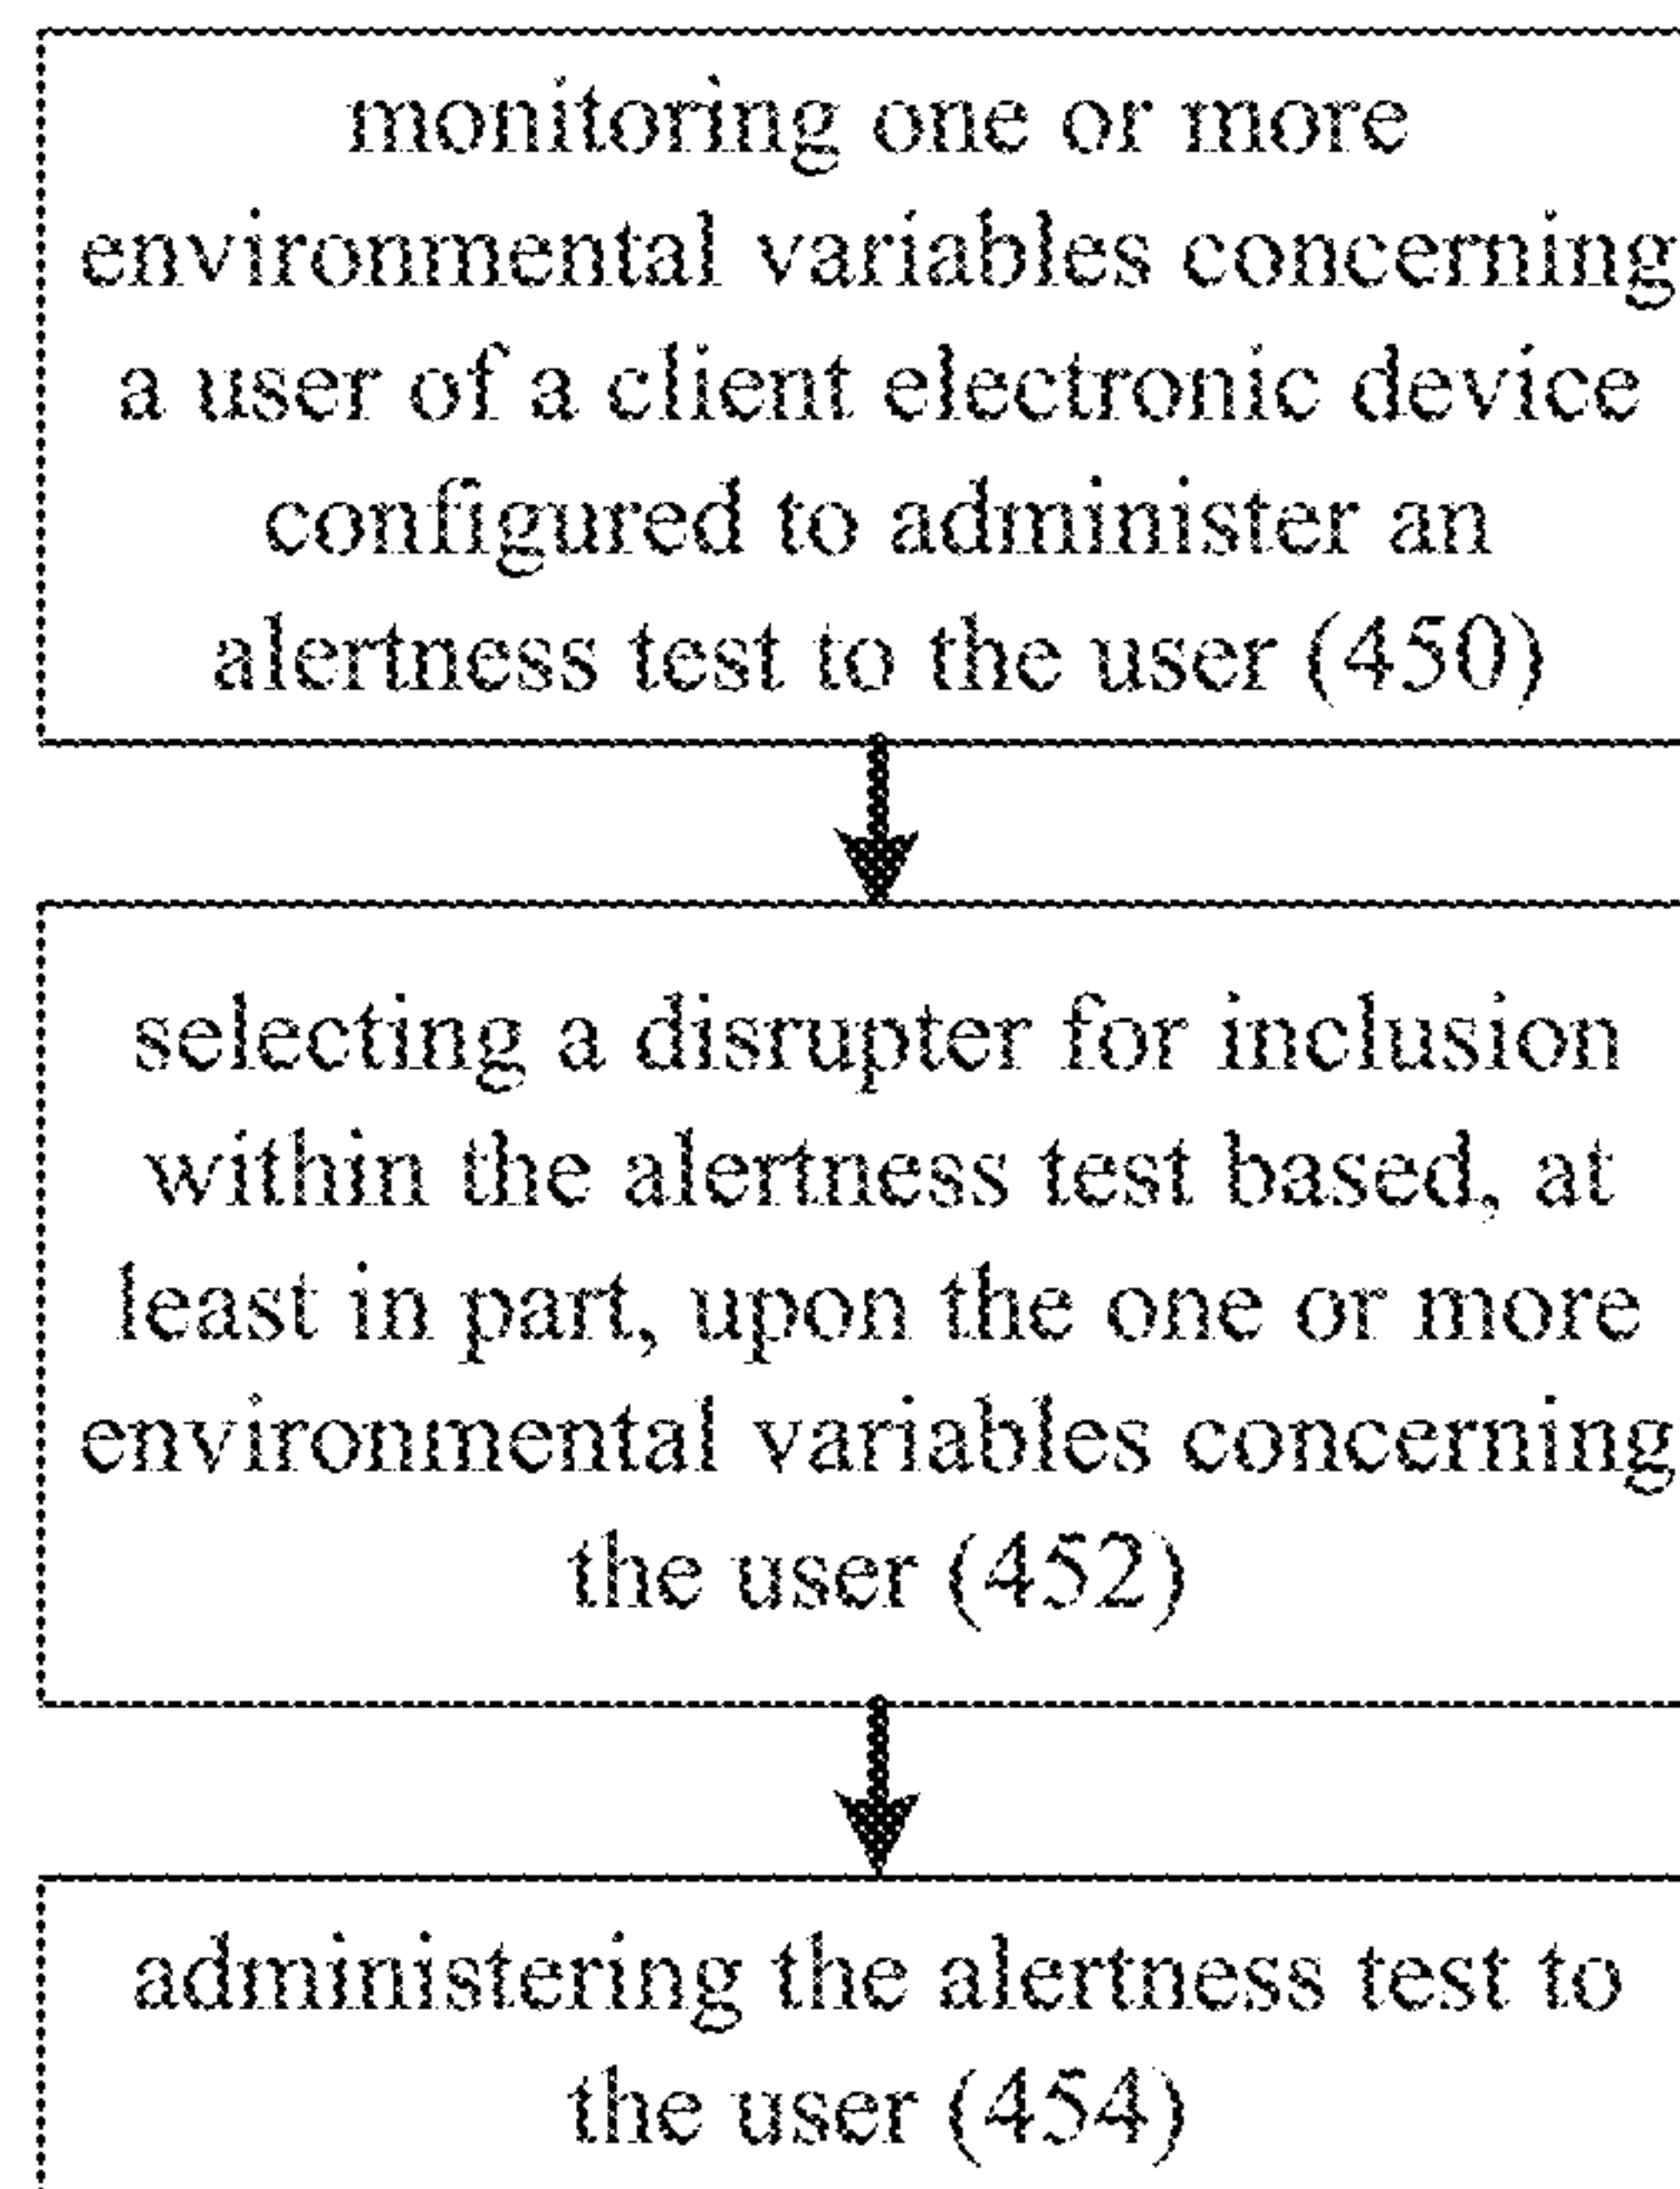 monitoring one or more
environmental variables concerning
a user of a client electronic device
configured to administer an
alertness test to the user (450)
selecting a disrupter for inclusion
within the alertness test based, at
least in part, upon the one or more
environmental variables concerning
the user (452)
administering the alertness test to
the user (454)